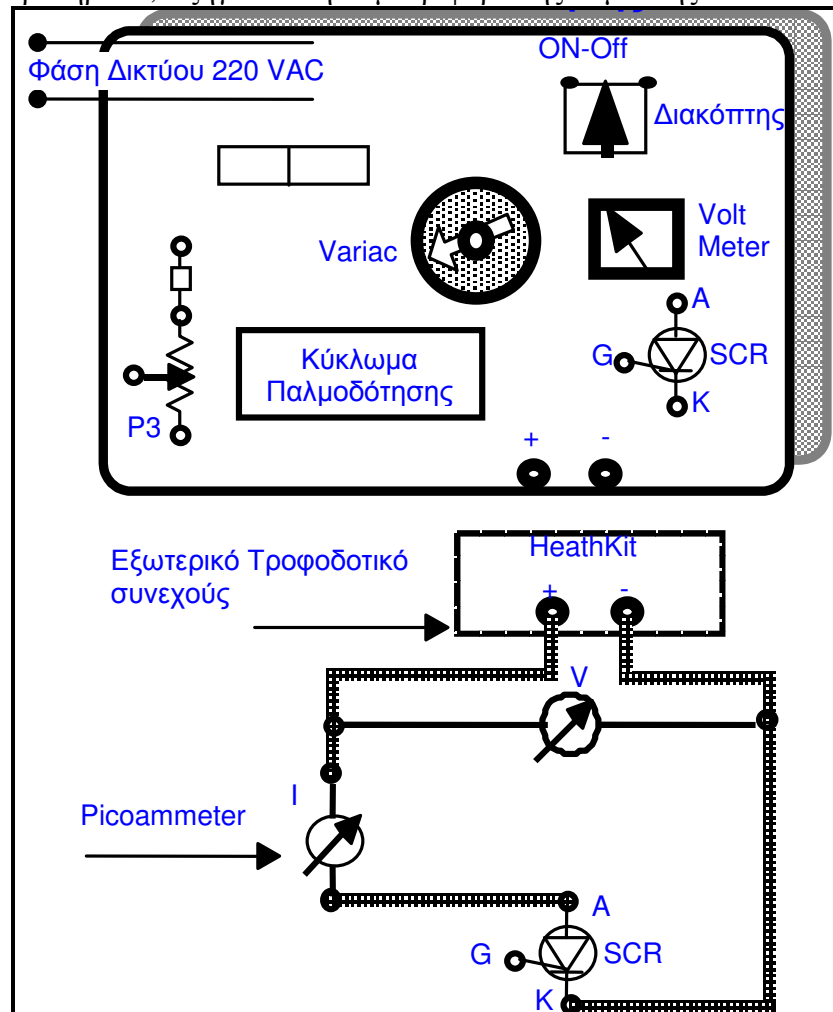 ON-Off
Φάση Δικτύου 220 VAC
Διακόπτης
Variac
Volt
Meter
A
G
SCR
K
Κύκλωμα
Παλμοδότησης
P3
+ -
Εξωτερικό Τροφοδοτικό
συνεχούς
HeathKit
+ -
V
I
Picoammeter
A
G
SCR
K